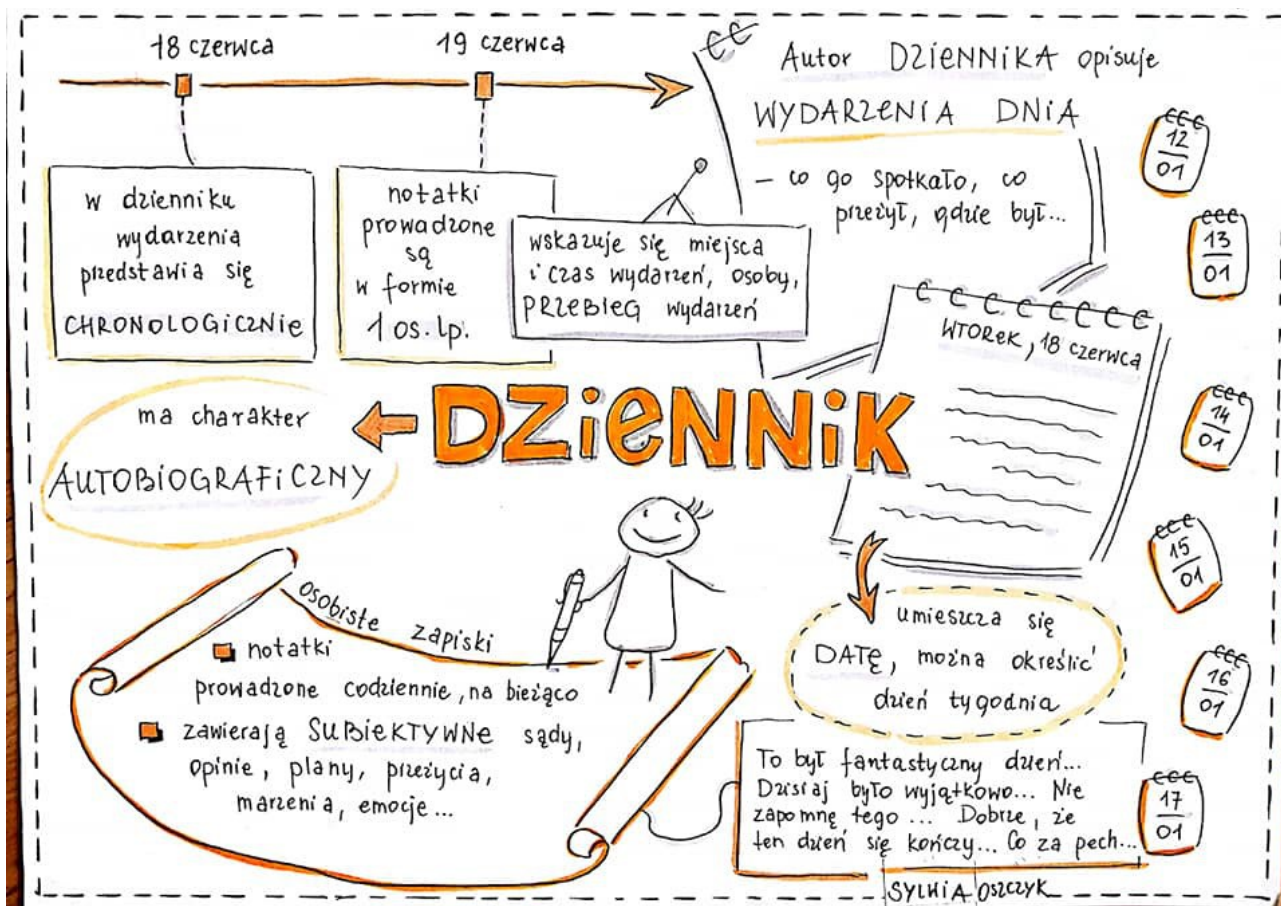 18 czerwca
19 czerwca
w dzienniku
wydarzenia
przedstawia się
CHRONOLOGICZNIE
notatki
prowadzone
są
w formie
1 os. lp.
wskazuje się miejsca
i czas wydarzeń, osoby,
PRZEBIEG wydarzeń
Autor DZIENNIKA opisuje
WYDARZENIA DNIA
– co go spotkało, co
przeżył, gdzie był...
12
01
13
01
14
01
15
01
16
01
17
01
WTOREK, 18 czerwca
DZIENNIK
ma charakter
AUTOBIOGRAFICZNY
osobiste zapiski
notatki
prowadzone codziennie, na bieżąco
zawierają SUBIEKTYWNE sądy,
opinie, plany, przeżycia,
marzenia, emocje...
umieszcza się
DATĘ, można określić
dzień tygodnia
To był fantastyczny dzień...
Dzisiaj było wyjątkowo... Nie
zapomnę tego ... Dobrze, że
ten dzień się kończy... Co za pech...
SYLWIA OSZCZYK